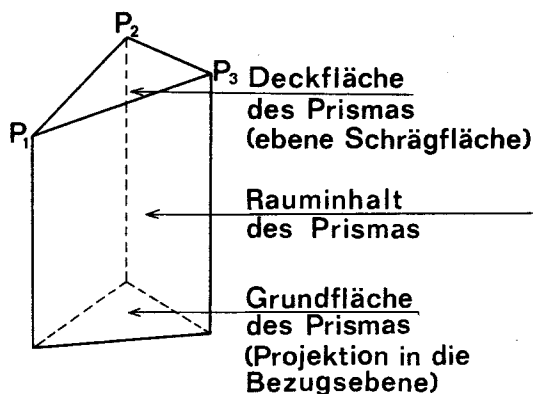 P2
P3
P1
Deckfläche
des Prismas
(ebene Schrägfläche)
Rauminhalt
des Prismas
Grundfläche
des Prismas
(Projektion in die
Bezugsebene)